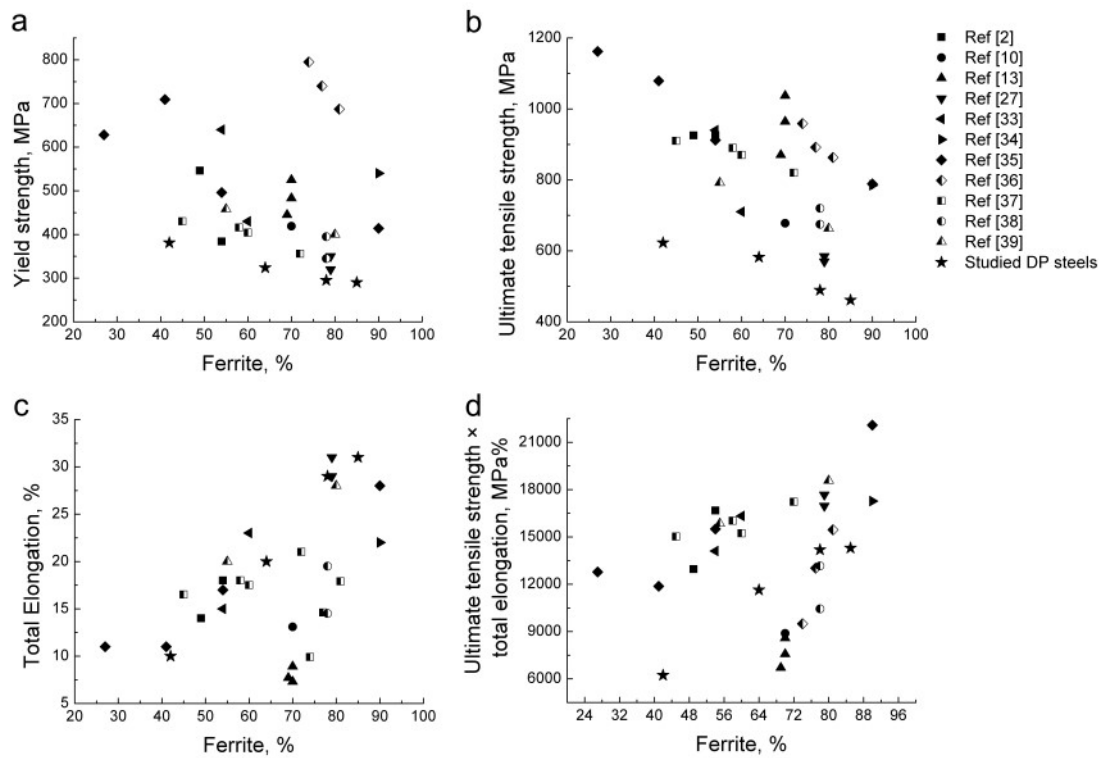 a
800
700
600
500
400
300
200
20 30 40 50 60 70 80 90 100
Yield strength, MPa
Ferrite, %
b
1200
1000
800
600
400
20 30 40 50 60 70 80 90 100
Ultimate tensile strength, MPa
Ferrite, %
Ref [2]
Ref [10]
Ref [13]
Ref [27]
Ref [33]
Ref [34]
Ref [35]
Ref [36]
Ref [37]
Ref [38]
Ref [39]
Studied DP steels
c
35
30
25
20
15
10
5
20 30 40 50 60 70 80 90 100
Total Elongation, %
Ferrite, %
d
21000
18000
15000
12000
9000
6000
24 32 40 48 56 64 72 80 88 96
Ultimate tensile strength ×
total elongation, MPa%
Ferrite, %